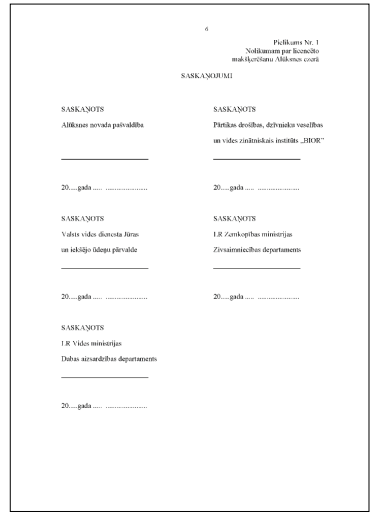 6
Pielikums Nr. 1
Nolikumam par licencēto
makšķerēšanu Alūksnes ezerā
SASKAŅOJUMI
SASKAŅOTS
Alūksnes novada pašvaldība
20.....gada ..... ......................
SASKAŅOTS
Pārtikas drošības, dzīvnieku veselības
un vides zinātniskais institūts „BIOR”
20.....gada ..... ......................
SASKAŅOTS
Valsts vides dienesta Jūras
un iekšējo ūdeņu pārvalde
20.....gada ..... ......................
SASKAŅOTS
LR Zemkopības ministrijas
Zivsaimniecības departaments
20.....gada ..... ......................
SASKAŅOTS
LR Vides ministrijas
Dabas aizsardzības departaments
20.....gada ..... ......................